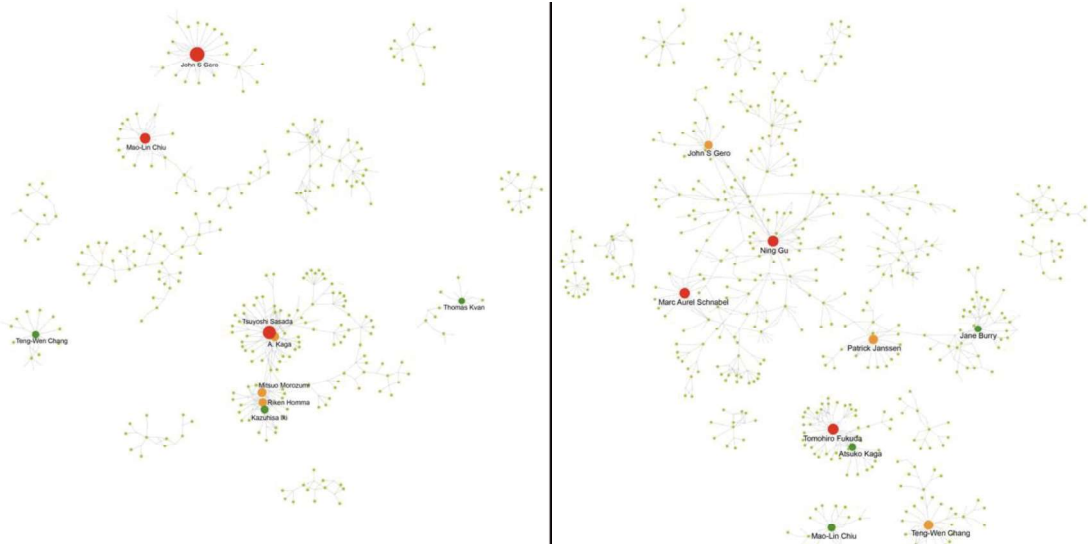 John S Gero
Mao-Lin Chiu
Thomas Kvan
Tsuyoshi Sasada
A. Kaga
Teng-Wen Chang
Mitsuo Morozumi
Riken Homma
Kazuhisa Iki
John S Gero
Ning Gu
Marc Aurel Schnabel
Jane Burry
Patrick Janssen
Tomohiro Fukuda
Atsuko Kaga
Mao-Lin Chiu
Teng-Wen Chang